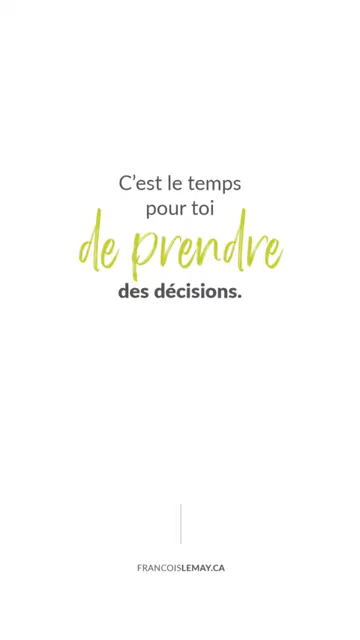 C’est le temps
pour toi
de prendre
des décisions.
FRANCOISLEMAY.CA